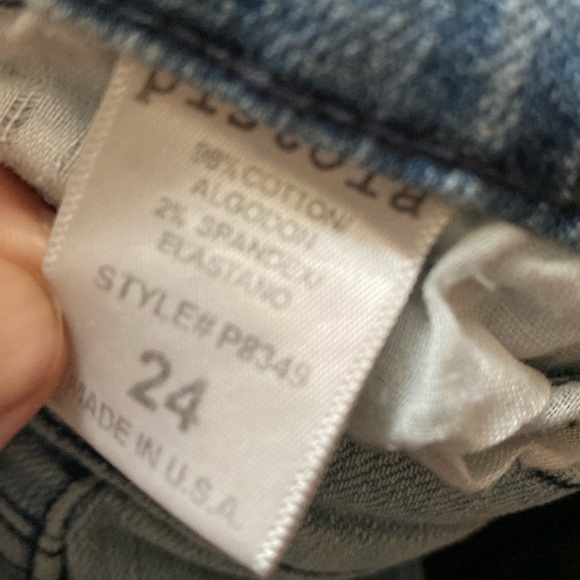 pistola
98% COTTON/
ALGODON
2% SPANDEX/
ELASTANO
STYLE# P8349
24
MADE IN U.S.A.